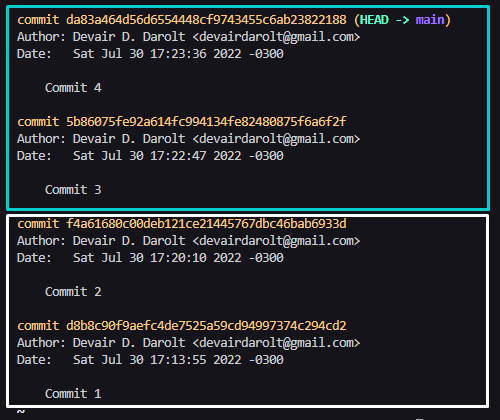 commit da83a464d56d6554448cf9743455c6ab23822188 (HEAD -> main)
Author: Devair D. Darolt <devairdarolt@gmail.com>
Date:   Sat Jul 30 17:23:36 2022 -0300
Commit 4
commit 5b86075fe92a614fc994134fe82480875f6a6f2f
Author: Devair D. Darolt <devairdarolt@gmail.com>
Date:   Sat Jul 30 17:22:47 2022 -0300
Commit 3
commit f4a61680c00deb121ce21445767dbc46bab6933d
Author: Devair D. Darolt <devairdarolt@gmail.com>
Date:   Sat Jul 30 17:20:10 2022 -0300
Commit 2
commit d8b8c90f9aefc4de7525a59cd94997374c294cd2
Author: Devair D. Darolt <devairdarolt@gmail.com>
Date:   Sat Jul 30 17:13:55 2022 -0300
Commit 1
~